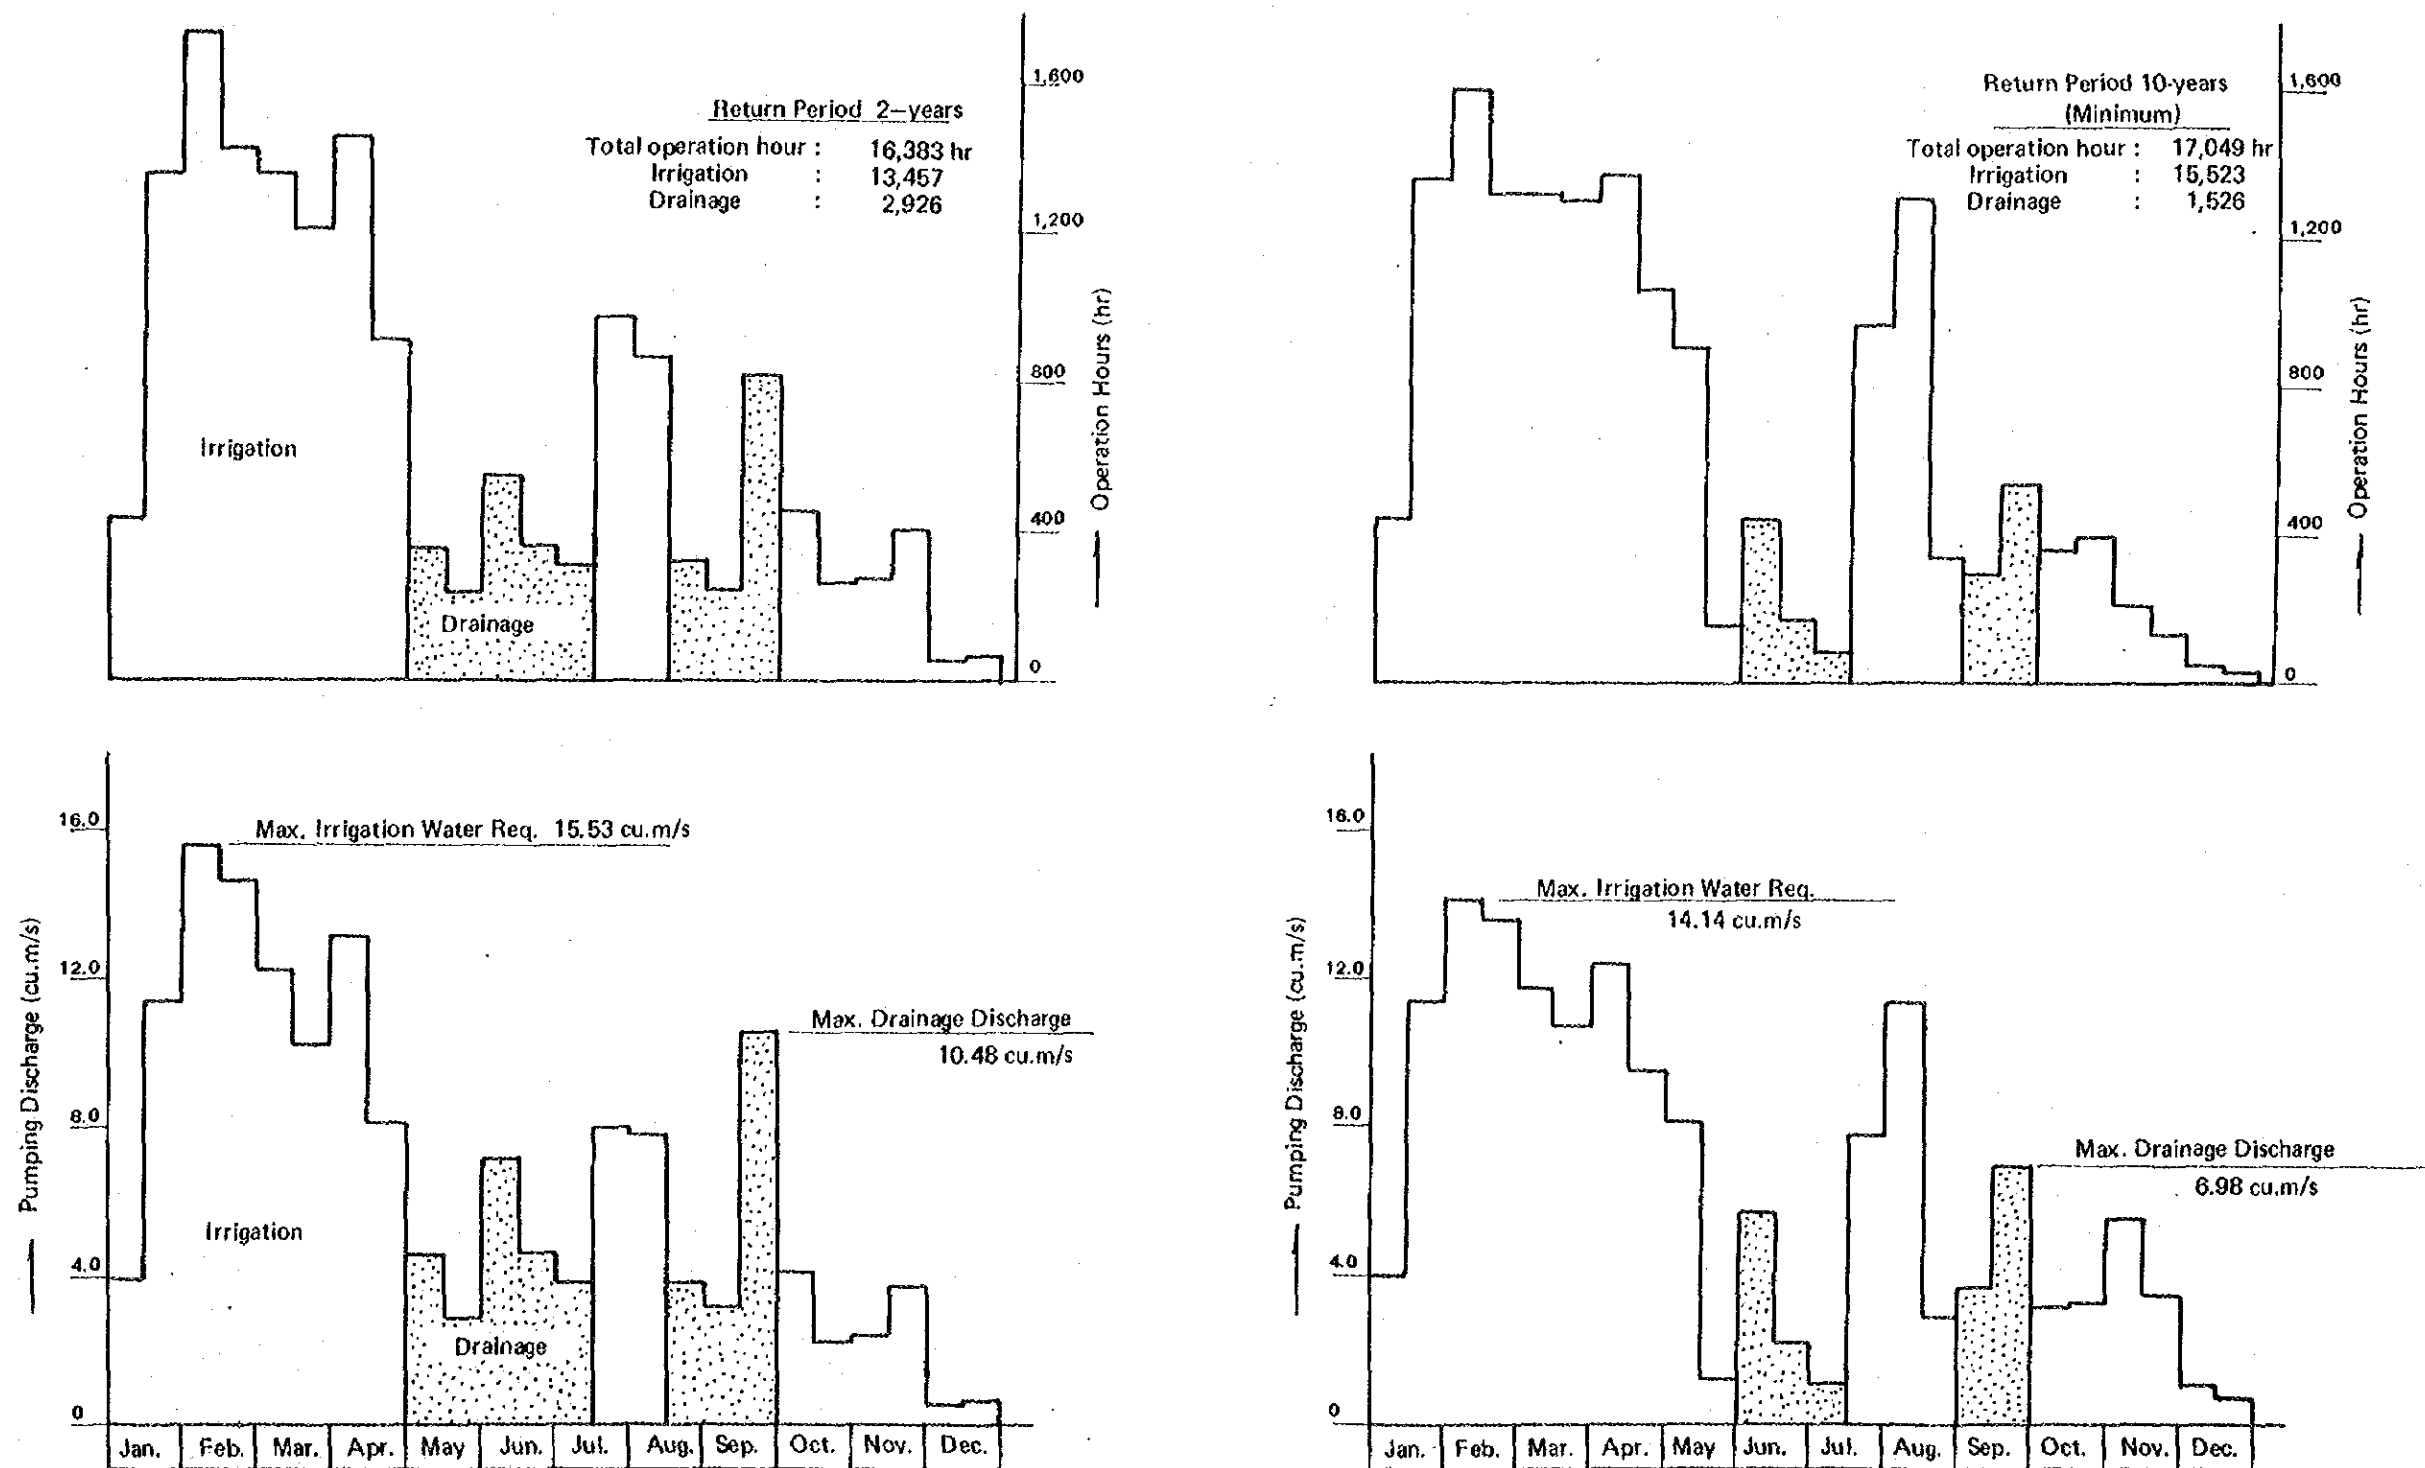 Return Period 2-years
Total operation hour : 16,383 hr
Irrigation : 13,457
Drainage : 2,926
1,600
1,200
800
400
0
Operation Hours (hr)
Irrigation
Drainage
Return Period 10-years
(Minimum)
Total operation hour : 17,049 hr
Irrigation : 15,523
Drainage : 1,526
1,600
1,200
800
400
0
Operation Hours (hr)
Pumping Discharge (cu.m/s)
16.0
12.0
8.0
4.0
0
Max. Irrigation Water Req. 15.53 cu.m/s
Max. Drainage Discharge
10.48 cu.m/s
Irrigation
Drainage
Jan. Feb. Mar. Apr. May Jun. Jul. Aug. Sep. Oct. Nov. Dec.
Pumping Discharge (cu.m/s)
16.0
12.0
8.0
4.0
0
Max. Irrigation Water Req.
14.14 cu.m/s
Max. Drainage Discharge
6.98 cu.m/s
Jan. Feb. Mar. Apr. May Jun. Jul. Aug. Sep. Oct. Nov. Dec.